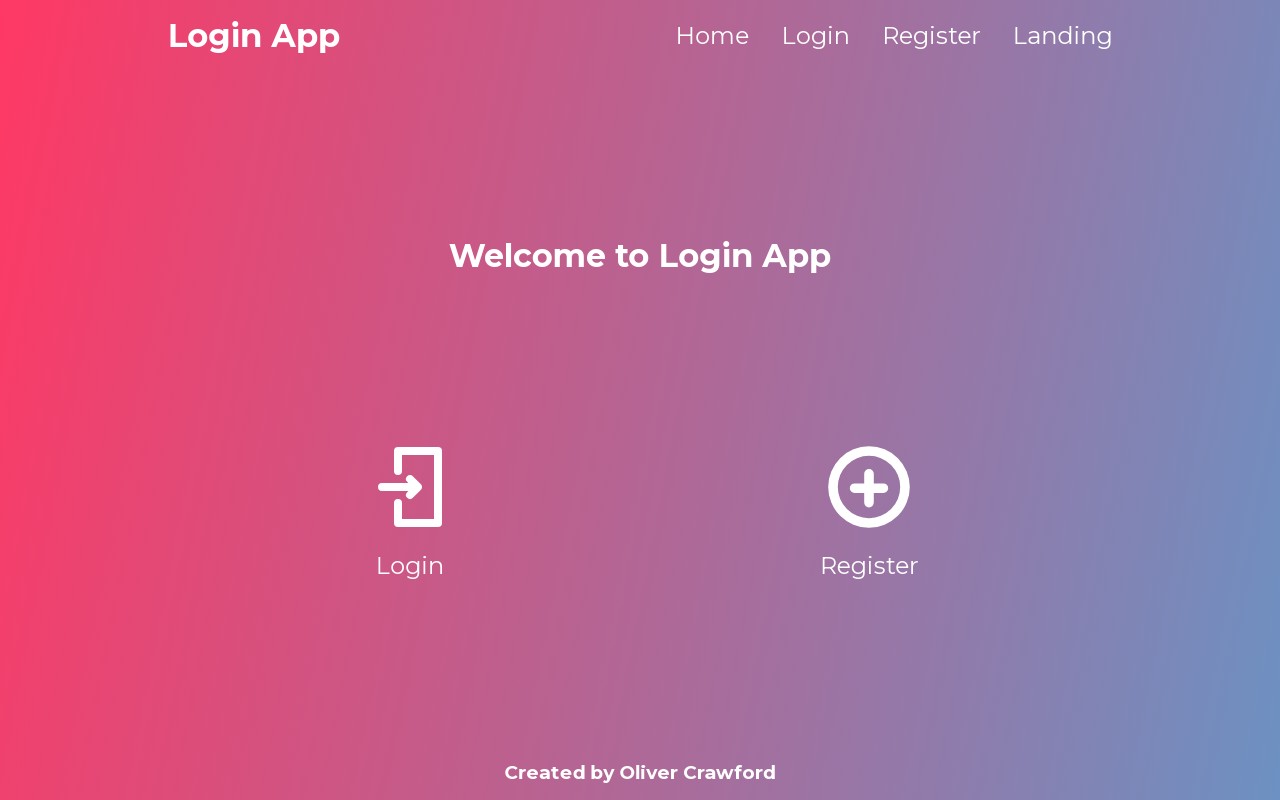 Login App
Home Login Register Landing
Welcome to Login App
Login
Register
Created by Oliver Crawford